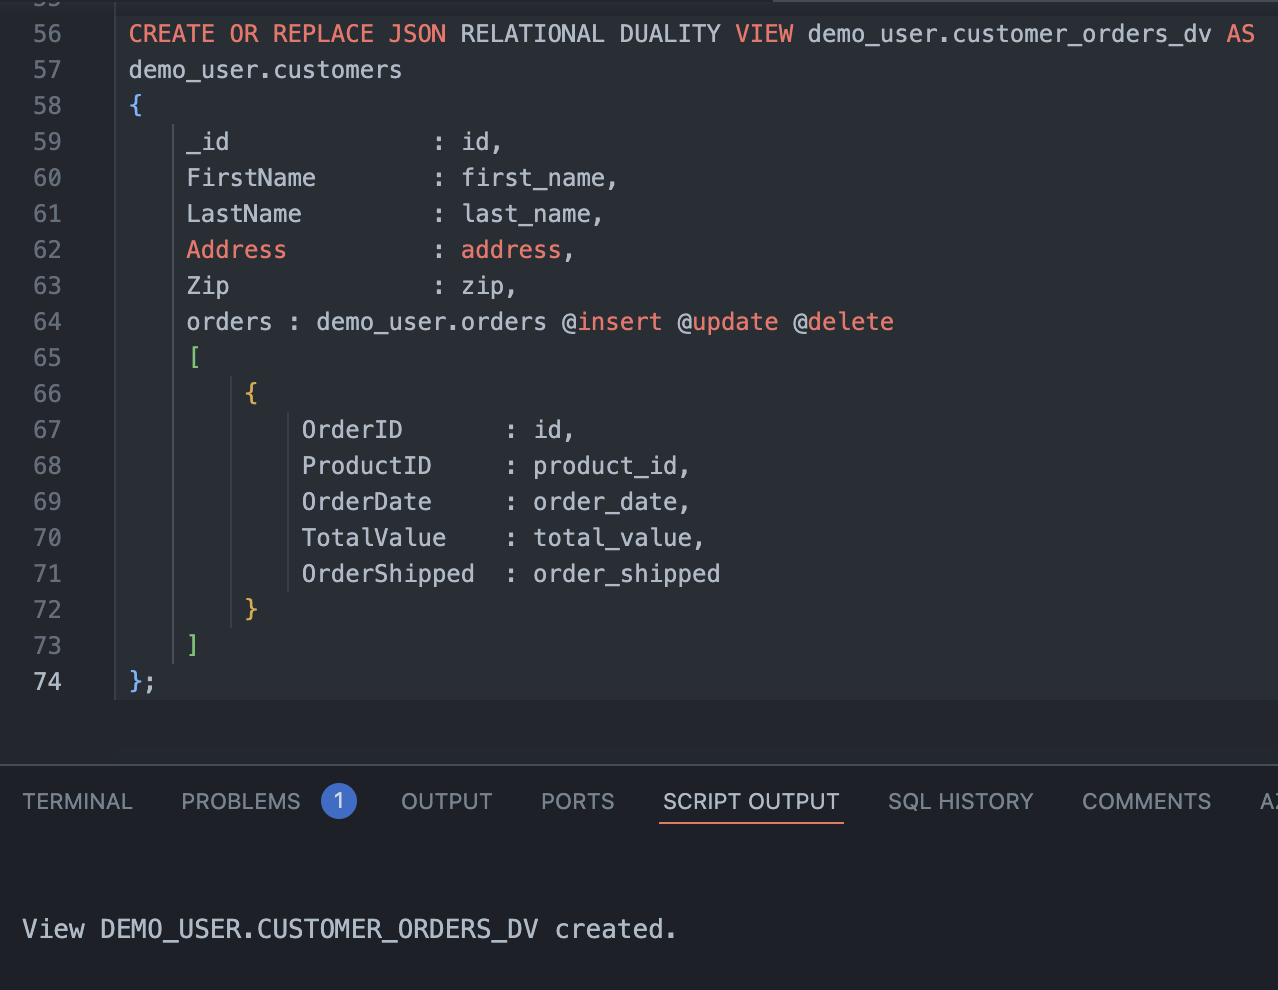 56 CREATE OR REPLACE JSON RELATIONAL DUALITY VIEW demo_user.customer_orders_dv AS
57 demo_user.customers
58 {
59     _id              : id,
60     FirstName        : first_name,
61     LastName         : last_name,
62     Address          : address,
63     Zip              : zip,
64     orders : demo_user.orders @insert @update @delete
65     [
66         {
67             OrderID       : id,
68             ProductID     : product_id,
69             OrderDate     : order_date,
70             TotalValue    : total_value,
71             OrderShipped  : order_shipped
72         }
73     ]
74 };
TERMINAL PROBLEMS 1 OUTPUT PORTS SCRIPT OUTPUT SQL HISTORY COMMENTS
View DEMO_USER.CUSTOMER_ORDERS_DV created.